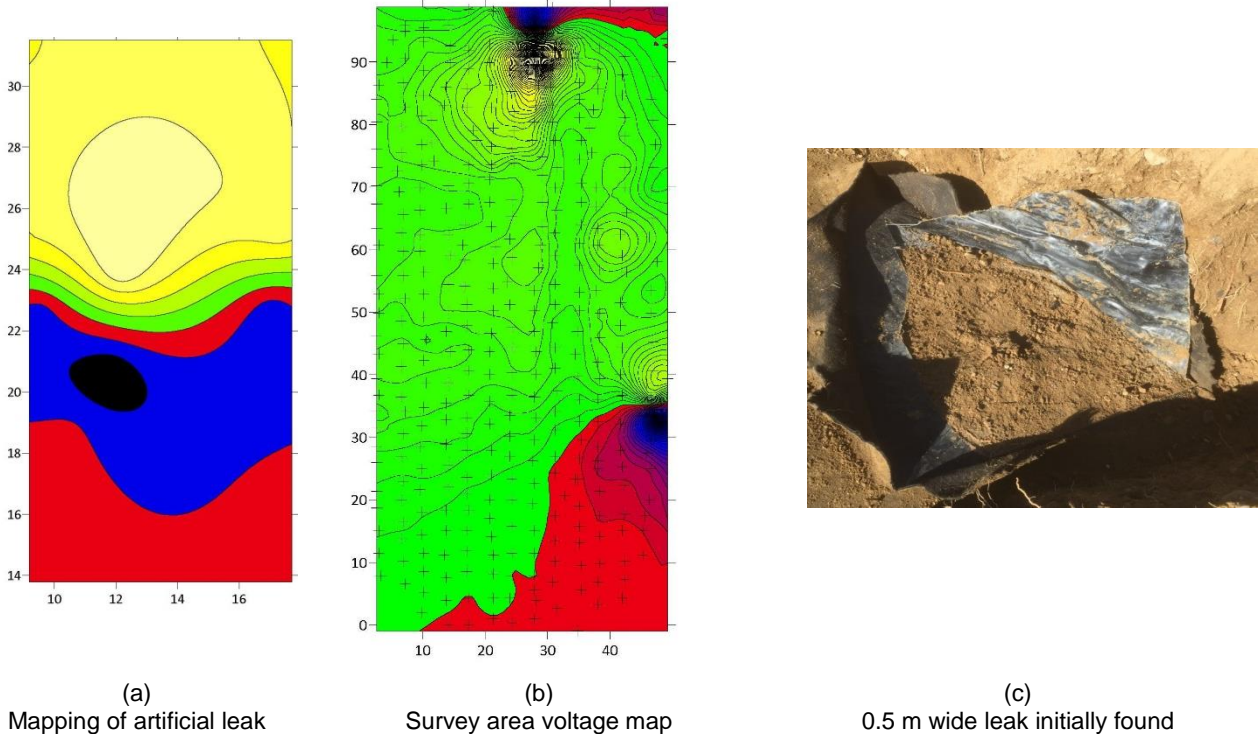 30
28
26
24
22
20
18
16
14
10 12 14 16
90
80
70
60
50
40
30
20
10
0
10 20 30 40
(a)
Mapping of artificial leak
(b)
Survey area voltage map
(c)
0.5 m wide leak initially found